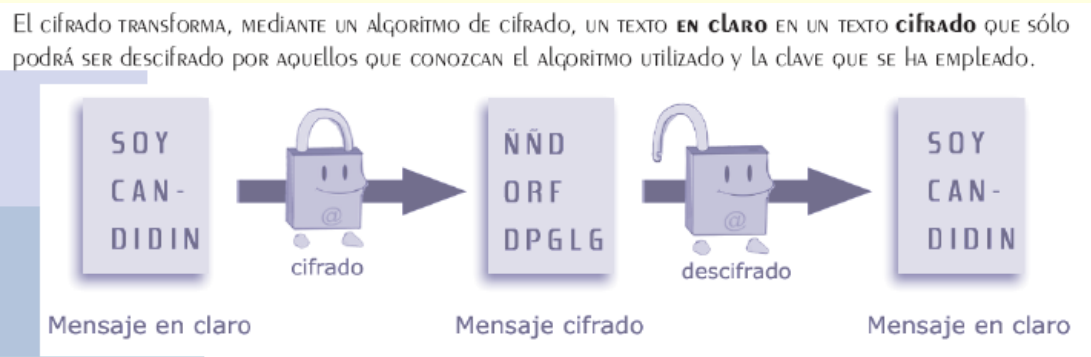 El cifrado transforma, mediante un algoritmo de cifrado, un texto en claro en un texto cifrado que sólo
podrá ser descifrado por aquellos que conozcan el algoritmo utilizado y la clave que se ha empleado.
SOY
CAN-
DIDIN
@
cifrado
ÑÑD
ORF
DPGLG
@
descifrado
SOY
CAN-
DIDIN
Mensaje en claro
Mensaje cifrado
Mensaje en claro